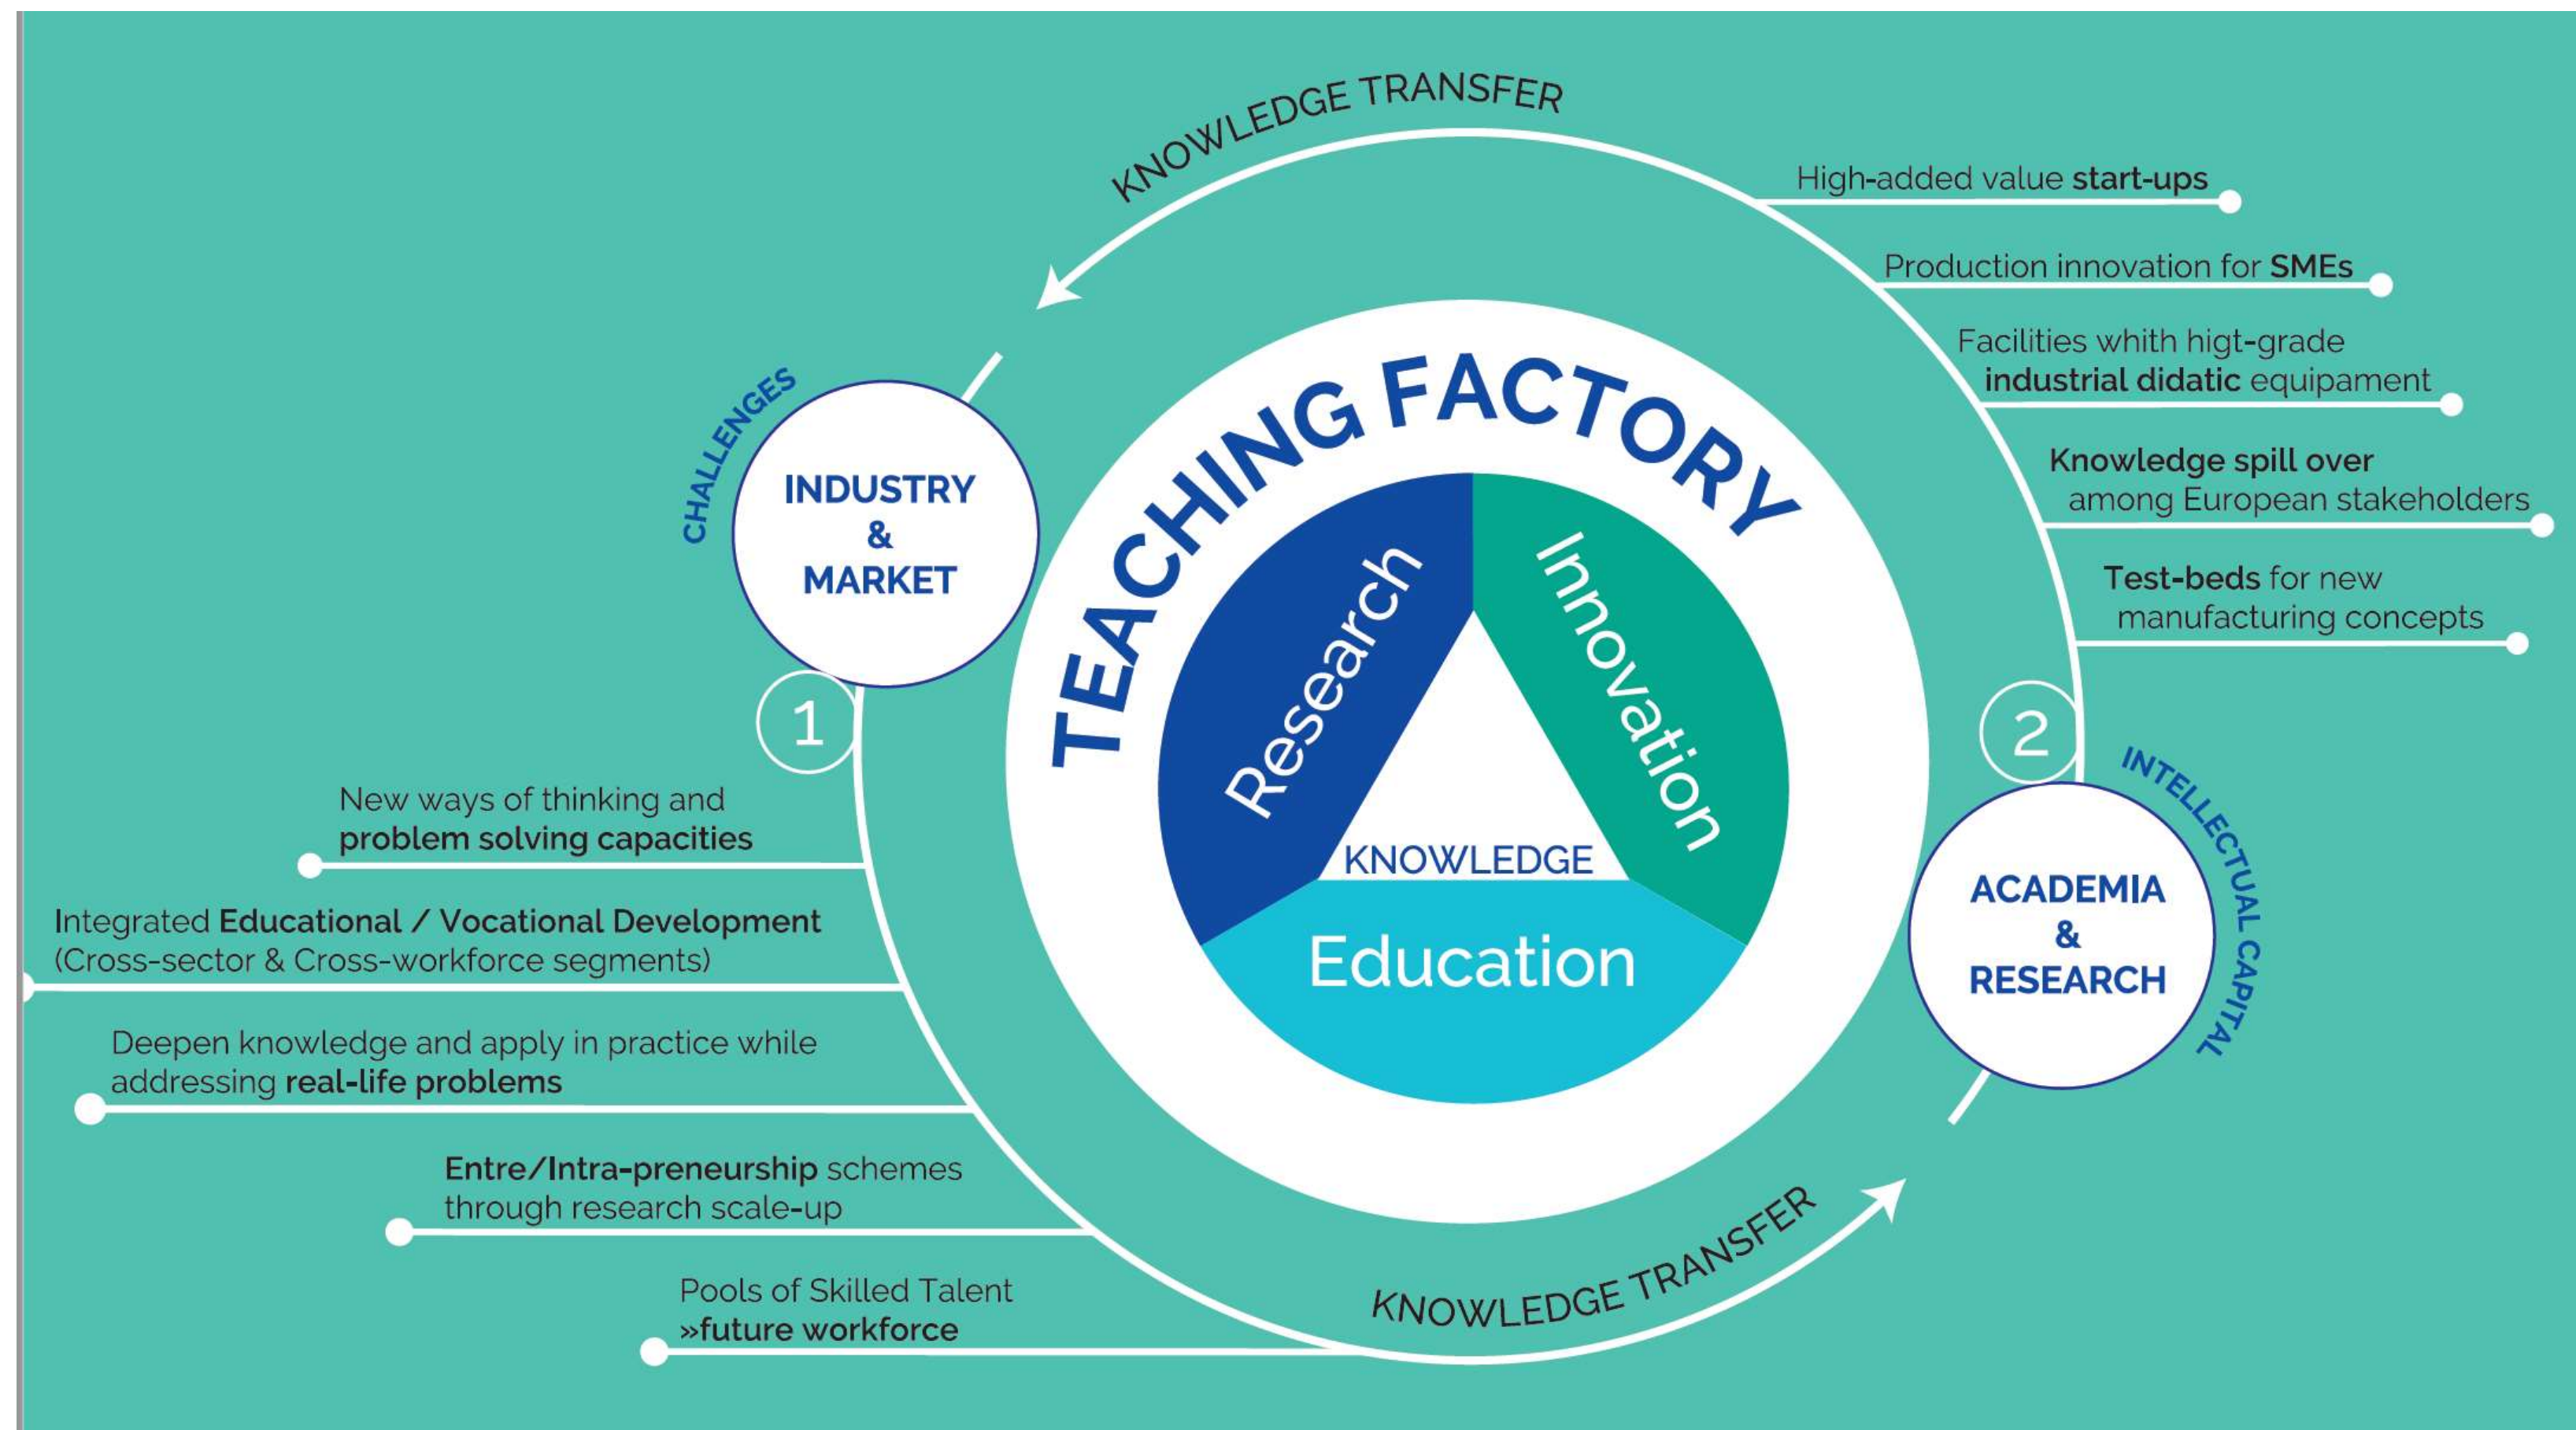 KNOWLEDGE TRANSFER
High-added value start-ups
Production innovation for SMEs
Facilities whith higt-grade
industrial didatic equipament
Knowledge spill over
among European stakeholders
Test-beds for new
manufacturing concepts
2
INTELLECTUAL CAPITAL
ACADEMIA
&
RESEARCH
TEACHING FACTORY
Research
Innovation
KNOWLEDGE
Education
CHALLENGES
INDUSTRY
&
MARKET
1
New ways of thinking and
problem solving capacities
Integrated Educational / Vocational Development
(Cross-sector & Cross-workforce segments)
Deepen knowledge and apply in practice while
addressing real-life problems
Entre/Intra-preneurship schemes
through research scale-up
Pools of Skilled Talent
»future workforce
KNOWLEDGE TRANSFER